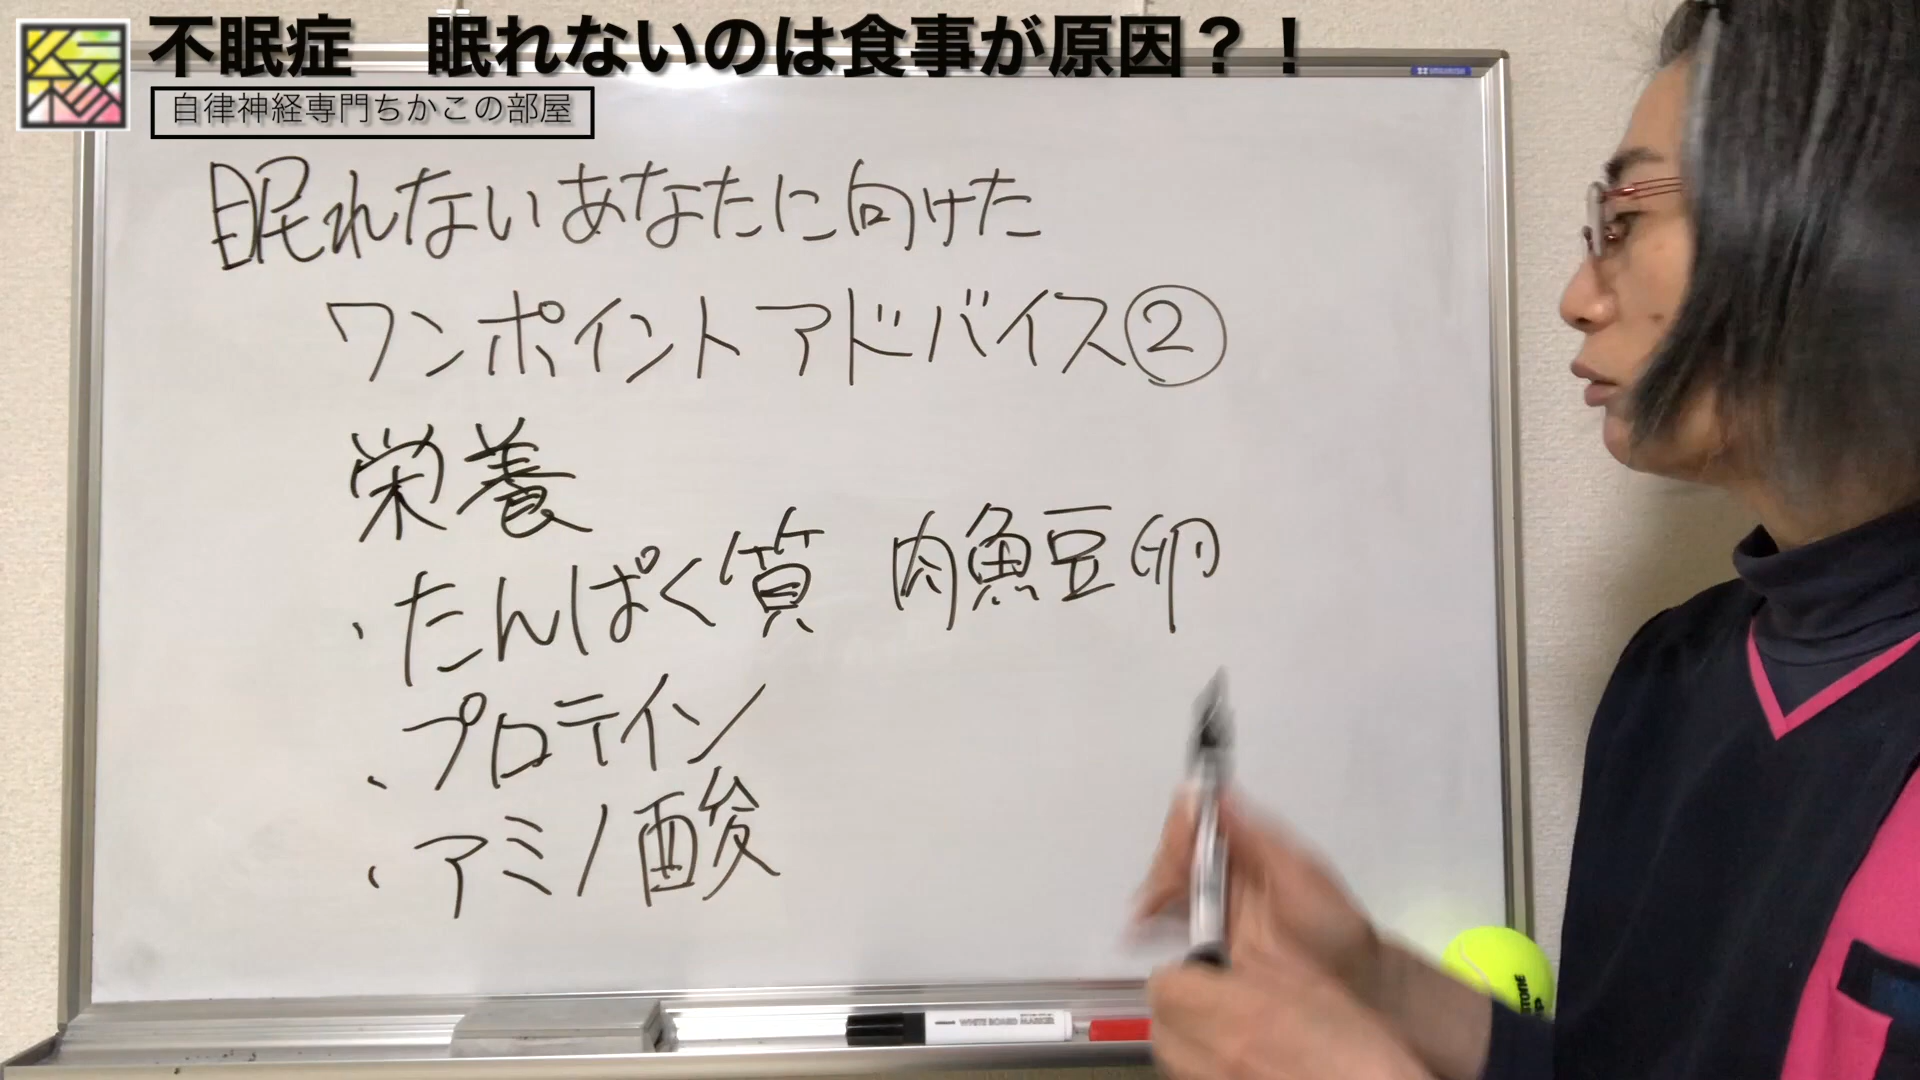 不眠症　眠れないのは食事が原因？！
自律神経専門ちかこの部屋
眠れないあなたに向けた
ワンポイントアドバイス②
栄養
・たんぱく質 肉魚豆卵
・プロテイン
・アミノ酸
WHITE BOARD MARKER